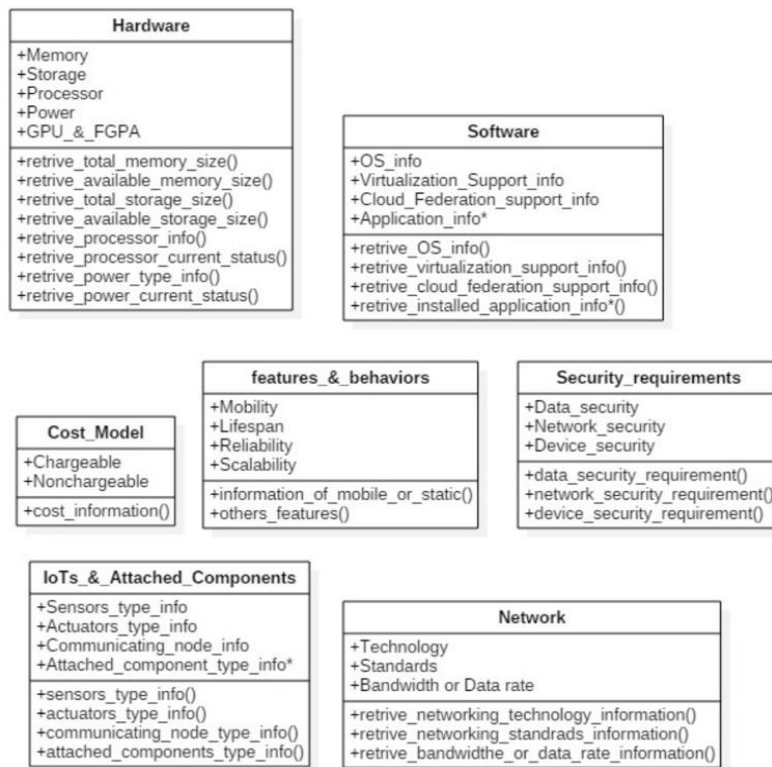 Hardware
+Memory
+Storage
+Processor
+Power
+GPU_&_FGPA
+retrive_total_memory_size()
+retrive_available_memory_size()
+retrive_total_storage_size()
+retrive_available_storage_size()
+retrive_processor_info()
+retrive_processor_current_status()
+retrive_power_type_info()
+retrive_power_current_status()
Software
+OS_info
+Virtualization_Support_info
+Cloud_Federation_support_info
+Application_info*
+retrive_OS_info()
+retrive_virtualization_support_info()
+retrive_cloud_federation_support_info()
+retrive_installed_application_info*()
Cost_Model
+Chargeable
+Nonchargeable
+cost_information()
features_&_behaviors
+Mobility
+Lifespan
+Reliability
+Scalability
+information_of_mobile_or_static()
+others_features()
Security_requirements
+Data_security
+Network_security
+Device_security
+data_security_requirement()
+network_security_requirement()
+device_security_requirement()
IoTs_&_Attached_Components
+Sensors_type_info
+Actuators_type_info
+Communicating_node_info
+Attached_component_type_info*
+sensors_type_info()
+actuators_type_info()
+communicating_node_type_info()
+attached_components_type_info()
Network
+Technology
+Standards
+Bandwidth or Data rate
+retrive_networking_technology_information()
+retrive_networking_standrads_information()
+retrive_bandwidthe_or_data_rate_information()